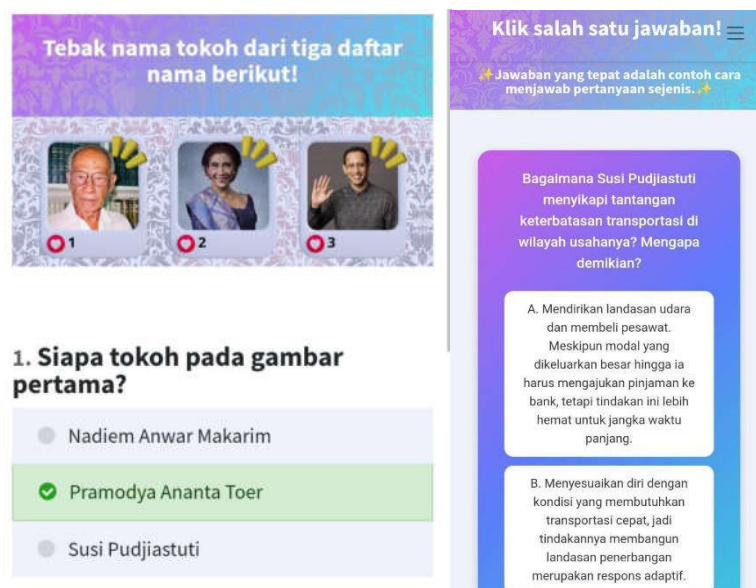 Tebak nama tokoh dari tiga daftar
nama berikut!
1
2
3
1. Siapa tokoh pada gambar
pertama?
Nadiem Anwar Makarim
Pramodya Ananta Toer
Susi Pudjiastuti
Klik salah satu jawaban!
✨Jawaban yang tepat adalah contoh cara
menjawab pertanyaan sejenis.✨
Bagaimana Susi Pudjiastuti
menyikapi tantangan
keterbatasan transportasi di
wilayah usahanya? Mengapa
demikian?
A. Mendirikan landasan udara
dan membeli pesawat.
Meskipun modal yang
dikeluarkan besar hingga ia
harus mengajukan pinjaman ke
bank, tetapi tindakan ini lebih
hemat untuk jangka waktu
panjang.
B. Menyesuaikan diri dengan
kondisi yang membutuhkan
transportasi cepat, jadi
tindakannya membangun
landasan penerbangan
merupakan respons adaptif.